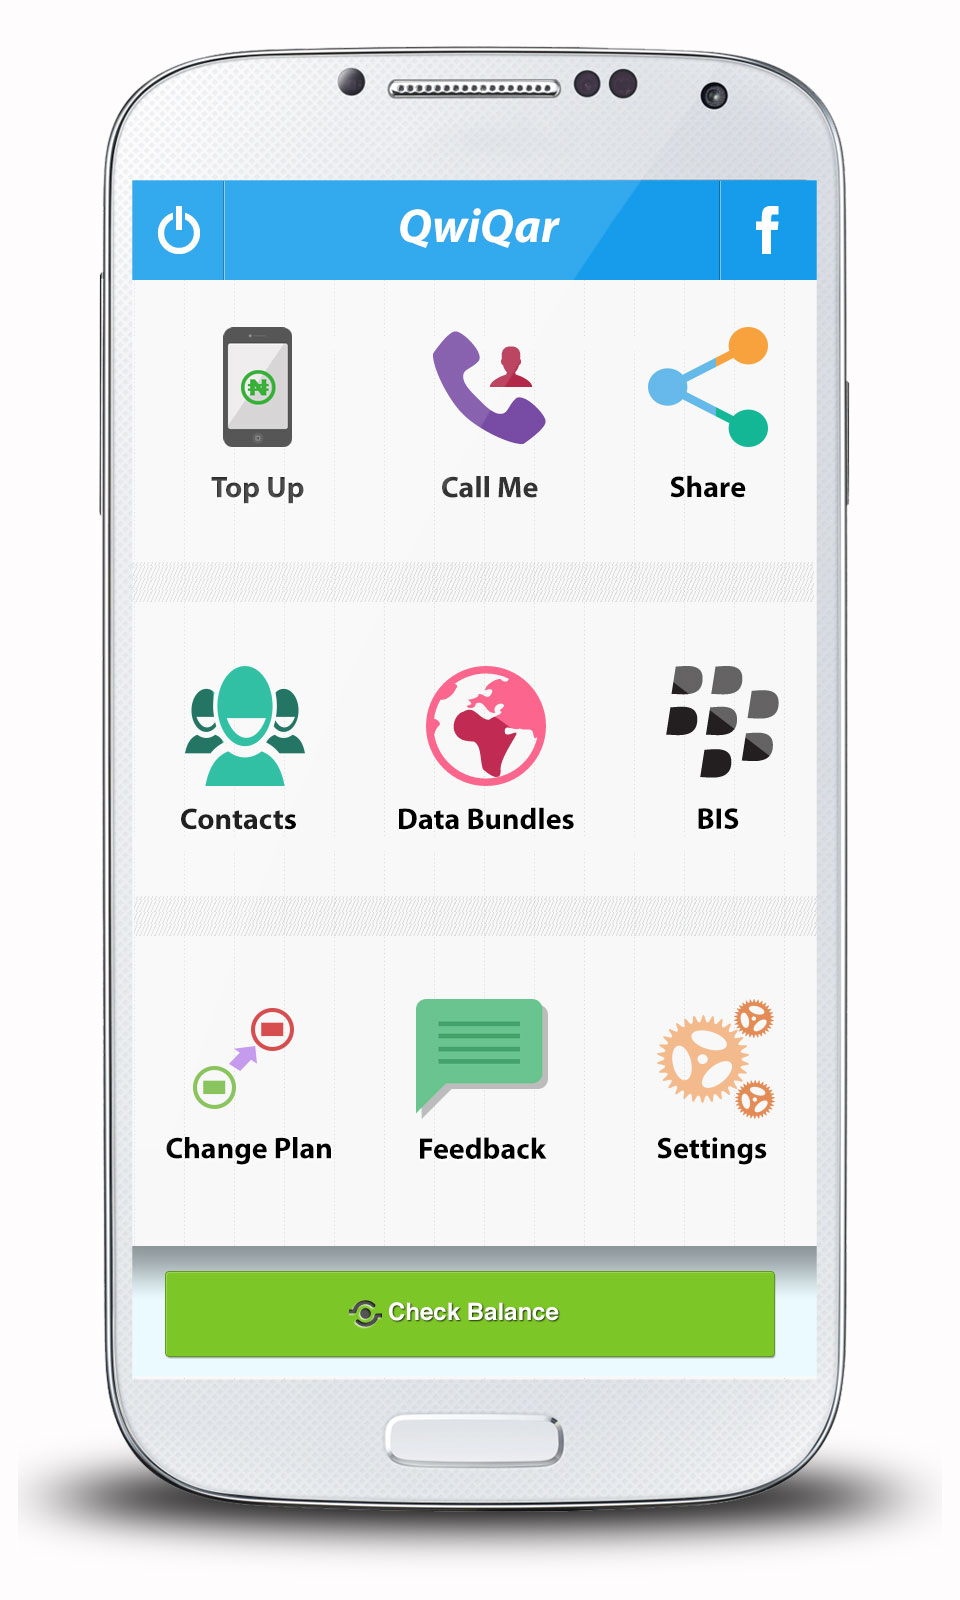 QwiQar
f
₦
Top Up
Call Me
Share
Contacts
Data Bundles
BIS
Change Plan
Feedback
Settings
Check Balance